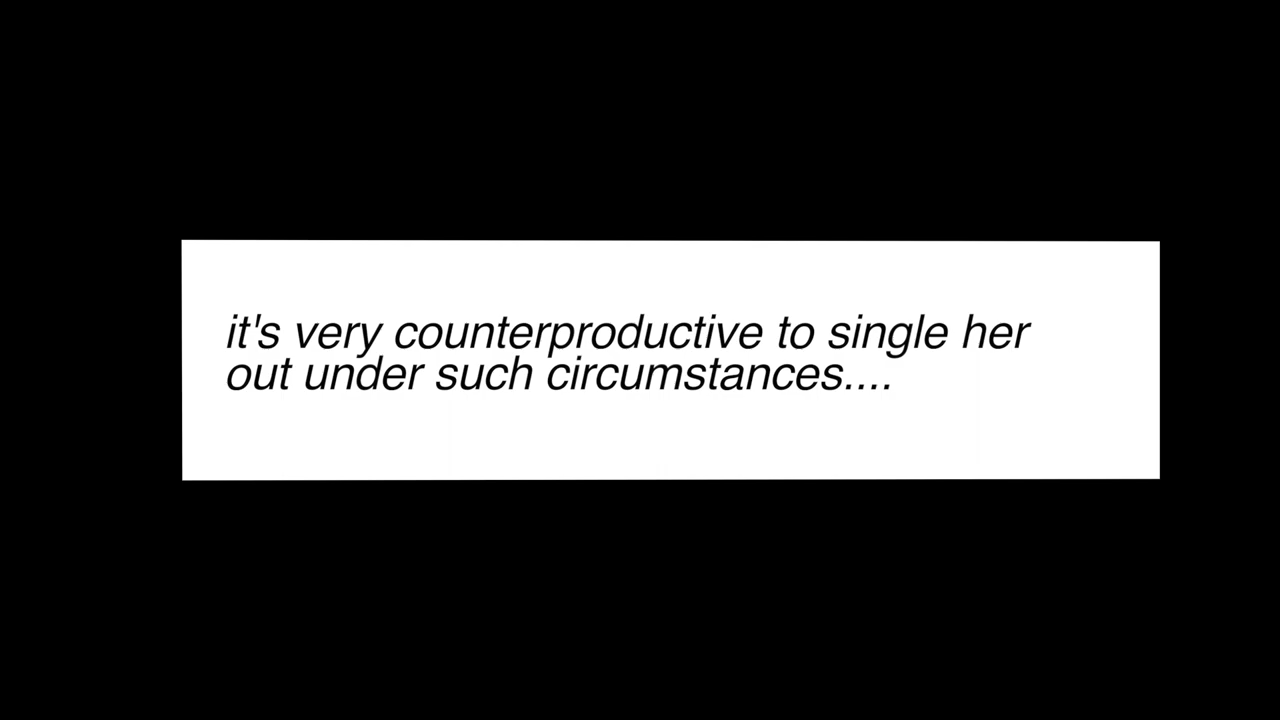 it's very counterproductive to single her
out under such circumstances....